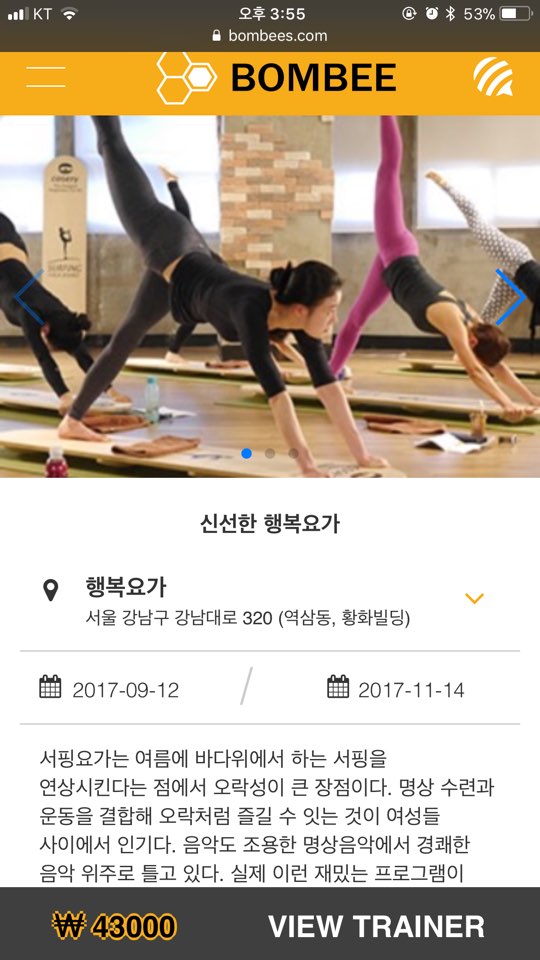 KT 오후 3:55 53%
bombees.com
BOMBEE
cogesy
SURFING
신선한 행복요가
행복요가
서울 강남구 강남대로 320 (역삼동, 황화빌딩)
2017-09-12 / 2017-11-14
서핑요가는 여름에 바다위에서 하는 서핑을
연상시킨다는 점에서 오락성이 큰 장점이다. 명상 수련과
운동을 결합해 오락처럼 즐길 수 잇는 것이 여성들
사이에서 인기다. 음악도 조용한 명상음악에서 경쾌한
음악 위주로 틀고 있다. 실제 이런 재밌는 프로그램이
₩ 43000 VIEW TRAINER